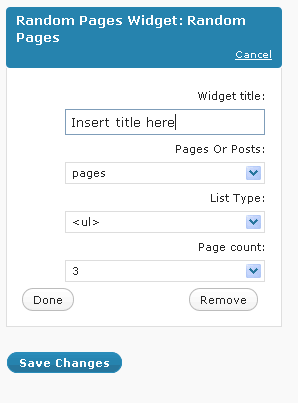 Random Pages Widget: Random
Pages
Cancel
Widget title:
Insert title here
Pages Or Posts:
pages
List Type:
<ul>
Page count:
3
Done Remove
Save Changes